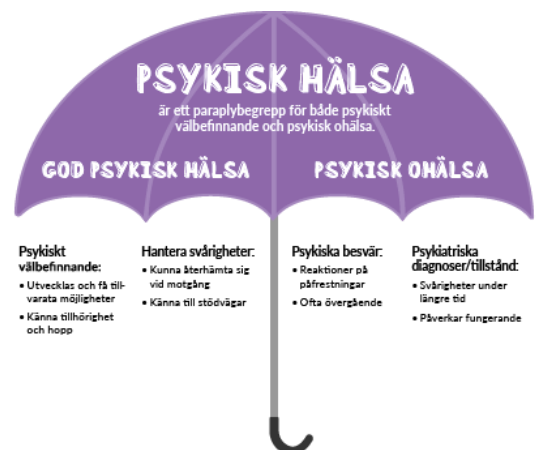 PSYKISK HÄLSA
är ett paraplybegrepp för både psykiskt
välbefinnande och psykisk ohälsa.
GOD PSYKISK HÄLSA
PSYKISK OHÄLSA
Psykiskt
välbefinnande:
• Utvecklas och få till-
varata möjligheter
• Känna tillhörighet
och hopp
Hantera svårigheter:
• Kunna återhämta sig
vid motgång
• Känna till stödvägar
Psykiska besvär:
• Reaktioner på
påfrestningar
• Ofta övergående
Psykiatriska
diagnoser/tillstånd:
• Svårigheter under
längre tid
• Påverkar fungerande